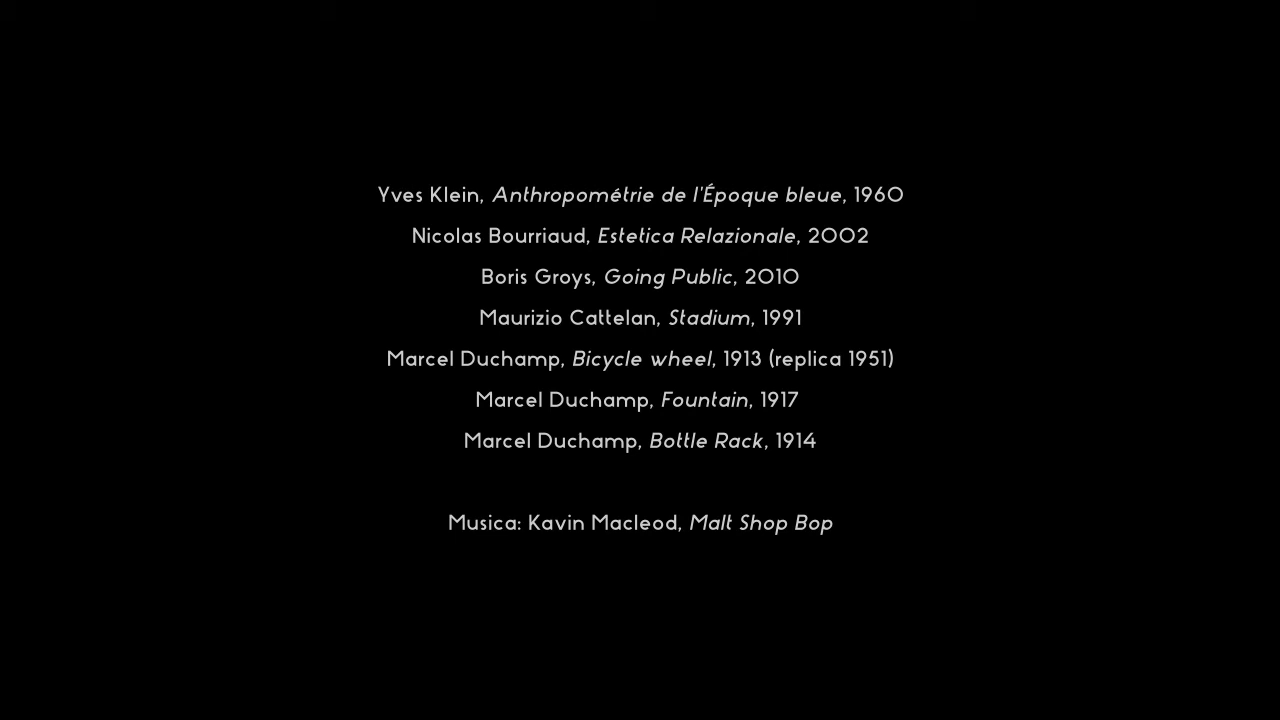 Yves Klein, Anthropométrie de l'Époque bleue, 1960
Nicolas Bourriaud, Estetica Relazionale, 2002
Boris Groys, Going Public, 2010
Maurizio Cattelan, Stadium, 1991
Marcel Duchamp, Bicycle wheel, 1913 (replica 1951)
Marcel Duchamp, Fountain, 1917
Marcel Duchamp, Bottle Rack, 1914
Musica: Kavin Macleod, Malt Shop Bop